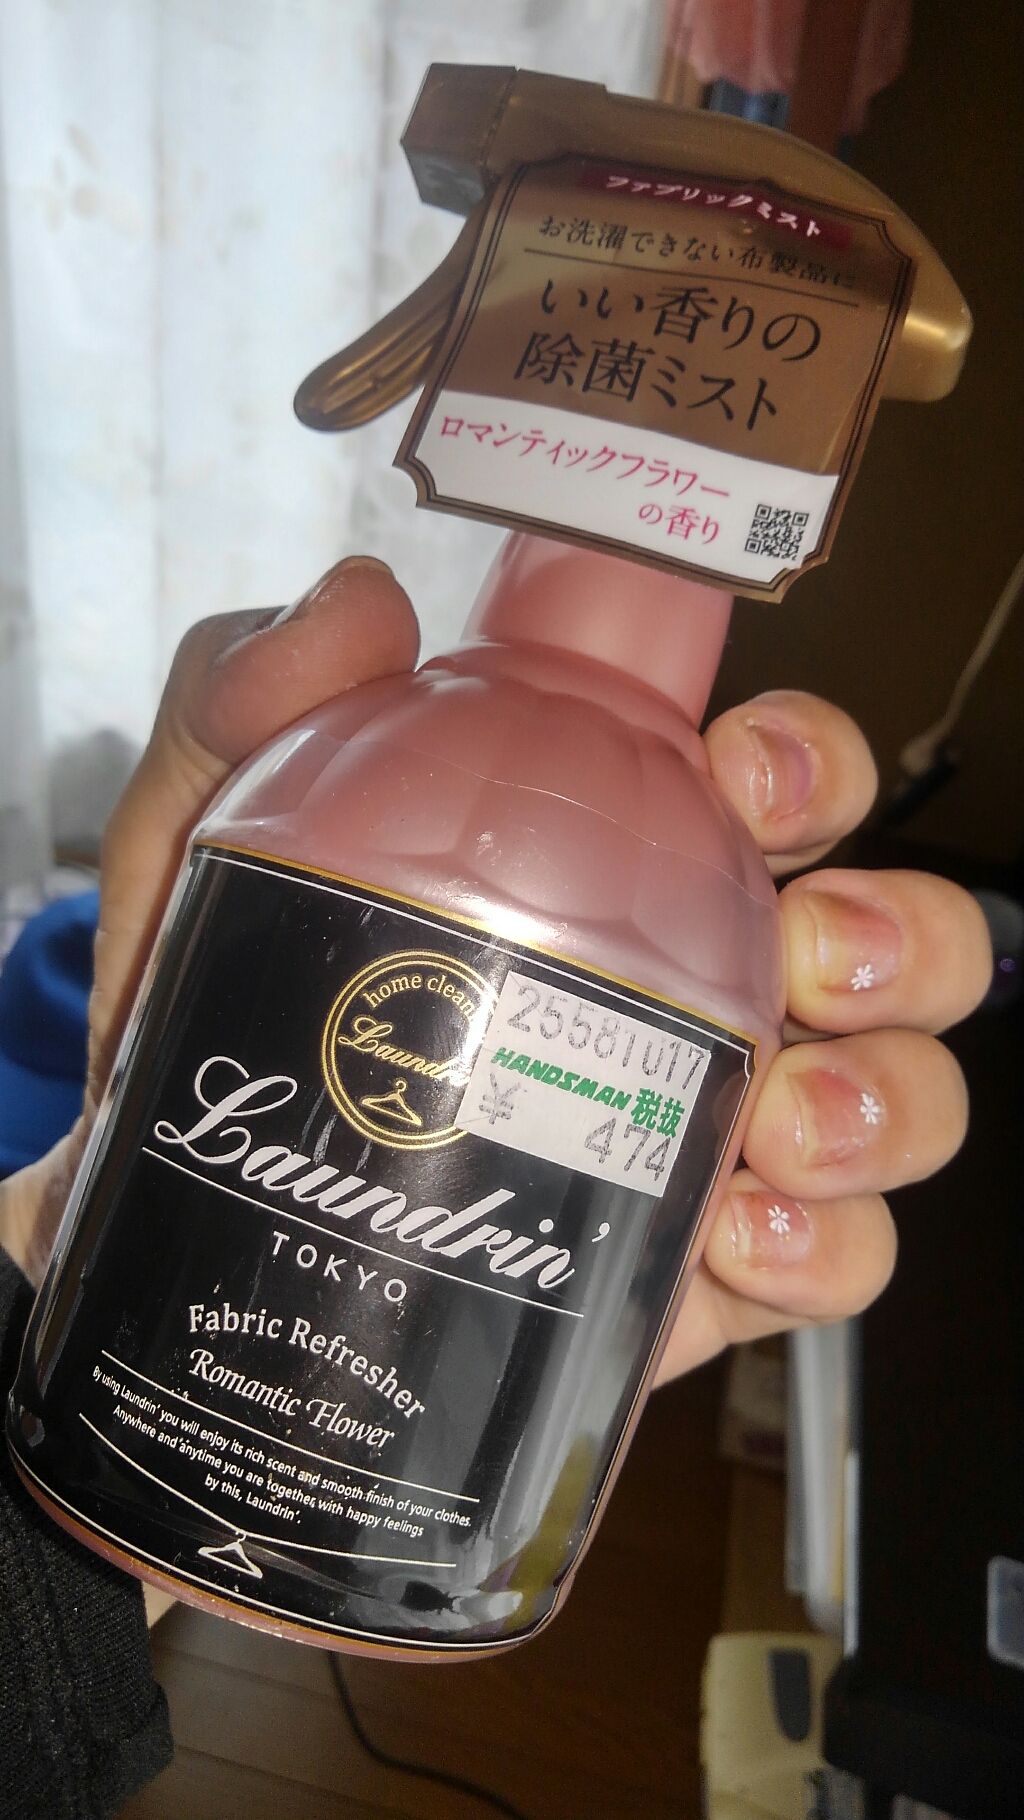 ファブリックミスト
お洗濯できない布製品に
いい香りの
除菌ミスト
ロマンティックフラワー
の香り
home clean
Laundr
25581017
HANDSMAN 税抜
¥ 474
Laundrin'
TOKYO
Fabric Refresher
Romantic Flower
By using Laundrin' you will enjoy its rich scent and smooth finish of your clothes.
Anywhere and anytime you are together, with happy feelings
by this, Laundrin'.